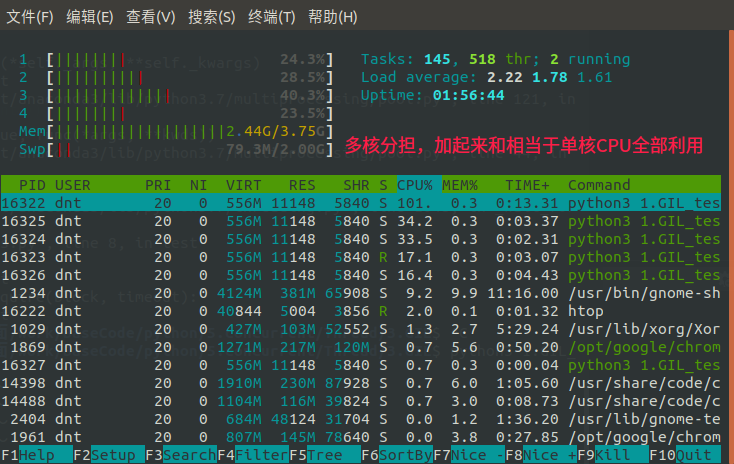 文件(F) 编辑(E) 查看(V) 搜索(S) 终端(T) 帮助(H)
1 [||||||||| 24.3%] Tasks: 145, 518 thr; 2 running
2 [||||||||||| 28.5%] Load average: 2.22 1.78 1.61
3 [|||||||||||||| 40.3%] Uptime: 01:56:44
4 [||||||||| 23.5%]
Mem[||||||||||||||||||||2.44G/3.75G]
Swp[|| 79.3M/2.00G] 多核分担，加起来和相当于单核CPU全部利用
PID USER PRI NI VIRT RES SHR S CPU% MEM% TIME+ Command
16322 dnt 20 0 556M 11148 5840 S 101. 0.3 0:13.31 python3 1.GIL_tes
16325 dnt 20 0 556M 11148 5840 S 34.2 0.3 0:03.37 python3 1.GIL_tes
16324 dnt 20 0 556M 11148 5840 S 33.5 0.3 0:02.31 python3 1.GIL_tes
16323 dnt 20 0 556M 11148 5840 R 17.1 0.3 0:03.07 python3 1.GIL_tes
16326 dnt 20 0 556M 11148 5840 S 16.4 0.3 0:04.43 python3 1.GIL_tes
1234 dnt 20 0 4124M 381M 65908 S 9.2 9.9 11:16.00 /usr/bin/gnome-sh
16222 dnt 20 0 40844 5004 3856 R 2.0 0.1 0:01.32 htop
1029 dnt 20 0 427M 103M 52552 S 1.3 2.7 5:29.24 /usr/lib/xorg/Xor
1869 dnt 20 0 1271M 217M 120M S 0.7 5.6 0:50.20 /opt/google/chrom
16327 dnt 20 0 556M 11148 5840 S 0.7 0.3 0:00.04 python3 1.GIL_tes
14398 dnt 20 0 1910M 230M 87928 S 0.7 6.0 1:05.60 /usr/share/code/c
14488 dnt 20 0 1104M 116M 39824 S 0.7 3.0 0:08.73 /usr/share/code/c
2404 dnt 20 0 684M 48124 31704 S 0.0 1.2 1:36.20 /usr/lib/gnome-te
1961 dnt 20 0 807M 145M 78640 S 0.0 3.8 0:27.85 /opt/google/chrom
F1Help F2Setup F3SearchF4FilterF5Tree F6SortByF7Nice -F8Nice +F9Kill F10Quit